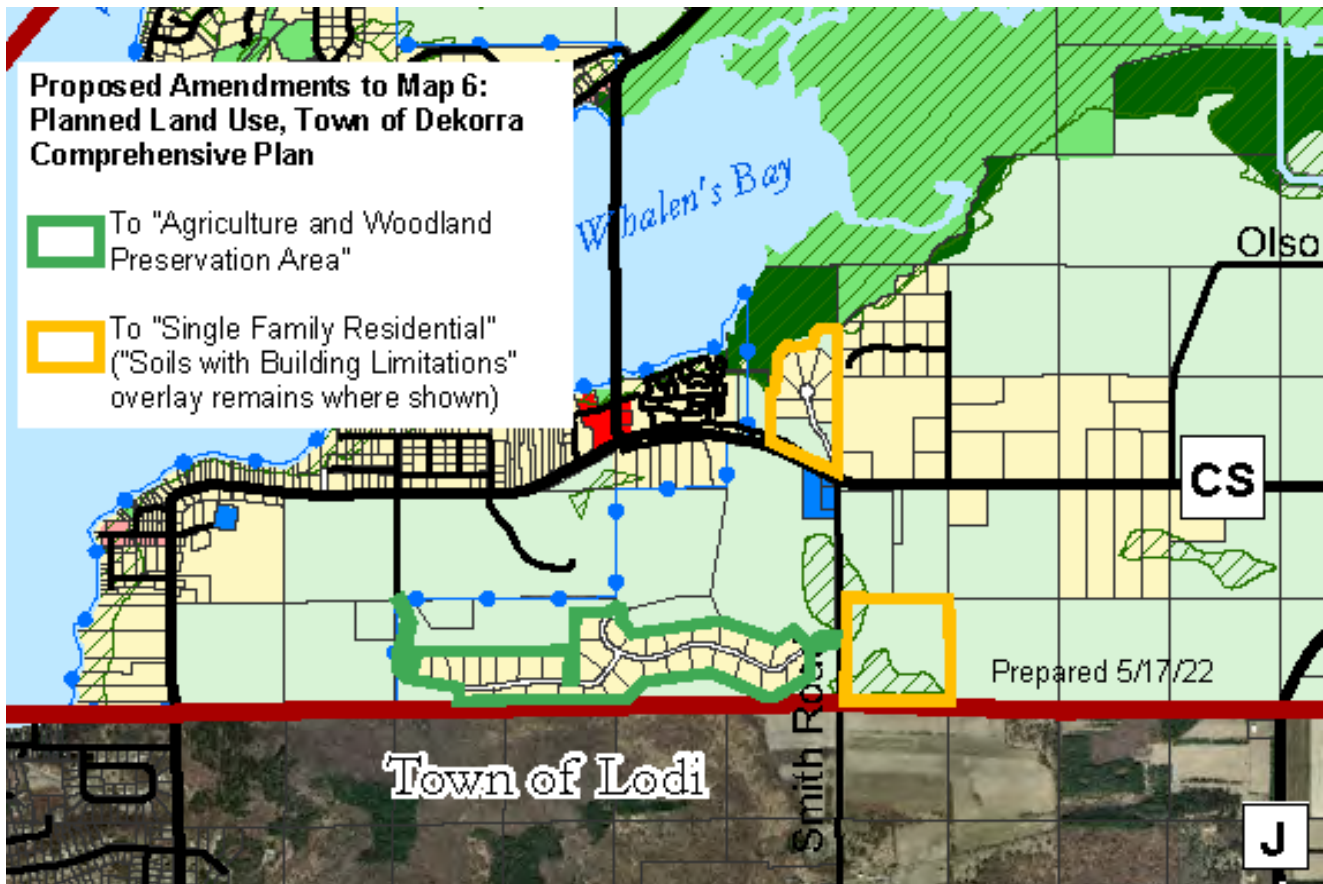 Proposed Amendments to Map 6:
Planned Land Use, Town of Dekorra
Comprehensive Plan
To "Agriculture and Woodland
Preservation Area"
To "Single Family Residential"
("Soils with Building Limitations"
overlay remains where shown)
Whalen's Bay
Olso
CS
Prepared 5/17/22
Town of Lodi
Smith Road
J